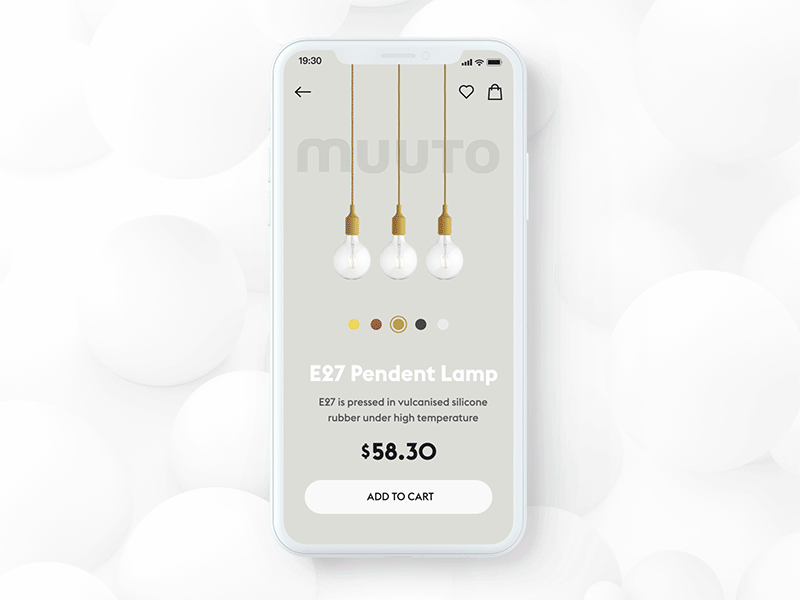 19:30
muuto
E27 Pendent Lamp
E27 is pressed in vulcanised silicone
rubber under high temperature
$58.30
ADD TO CART